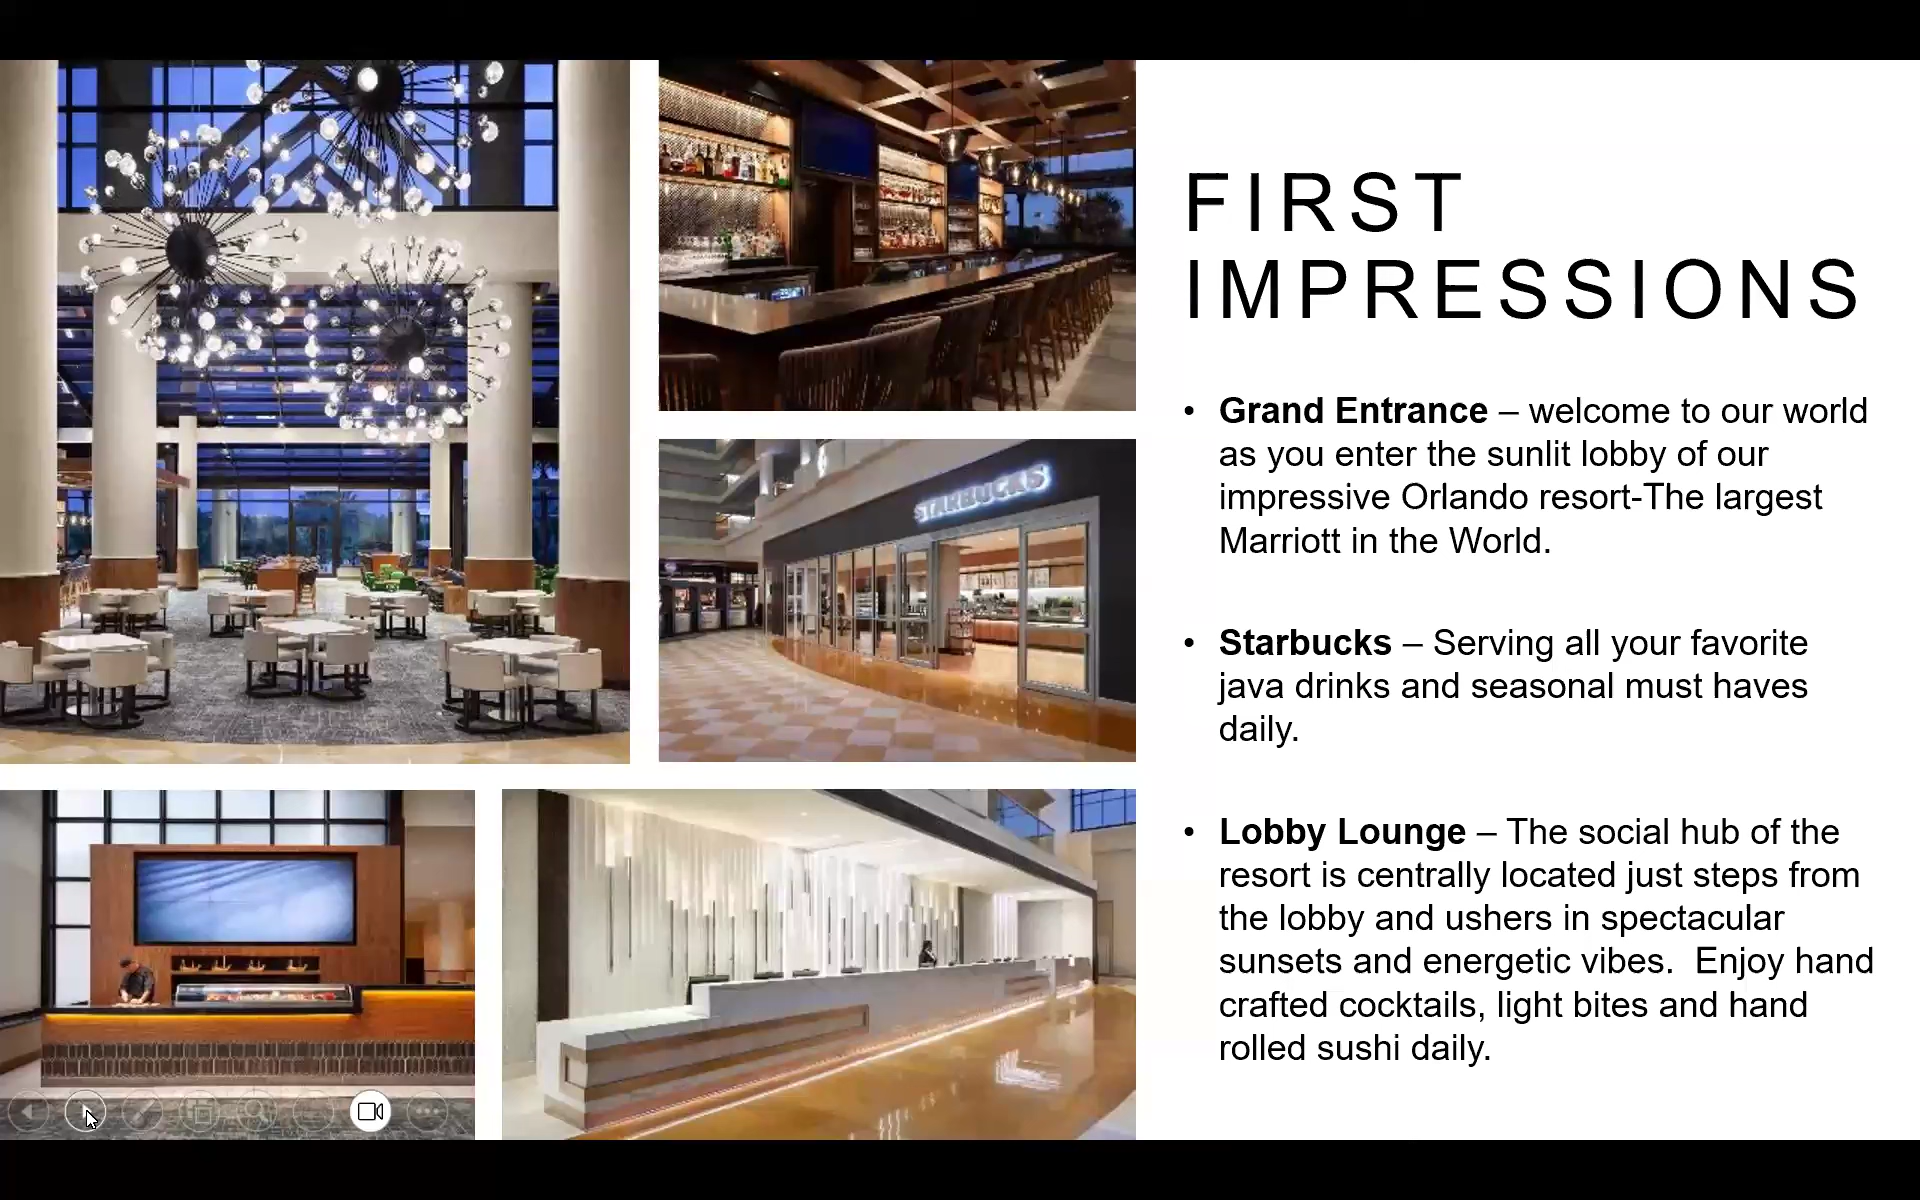 STARBUCKS
FIRST
IMPRESSIONS
• Grand Entrance – welcome to our world
as you enter the sunlit lobby of our
impressive Orlando resort-The largest
Marriott in the World.
• Starbucks – Serving all your favorite
java drinks and seasonal must haves
daily.
• Lobby Lounge – The social hub of the
resort is centrally located just steps from
the lobby and ushers in spectacular
sunsets and energetic vibes.  Enjoy hand
crafted cocktails, light bites and hand
rolled sushi daily.